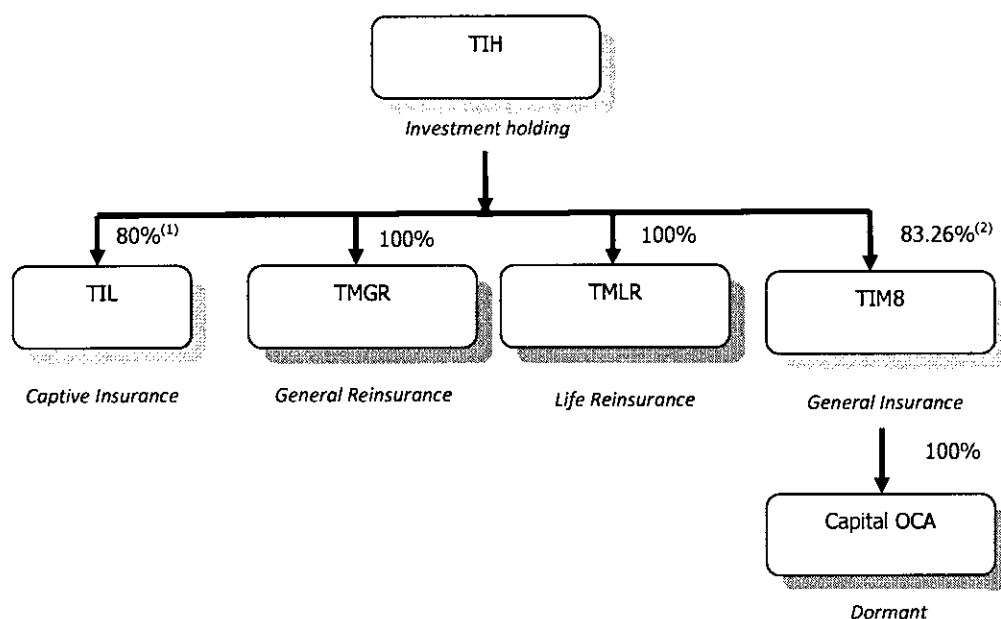 TIH
Investment holding
80%(1)
100%
100%
83.26%(2)
TIL
TMGR
TMLR
TIM8
Captive Insurance
General Reinsurance
Life Reinsurance
General Insurance
100%
Capital OCA
Dormant